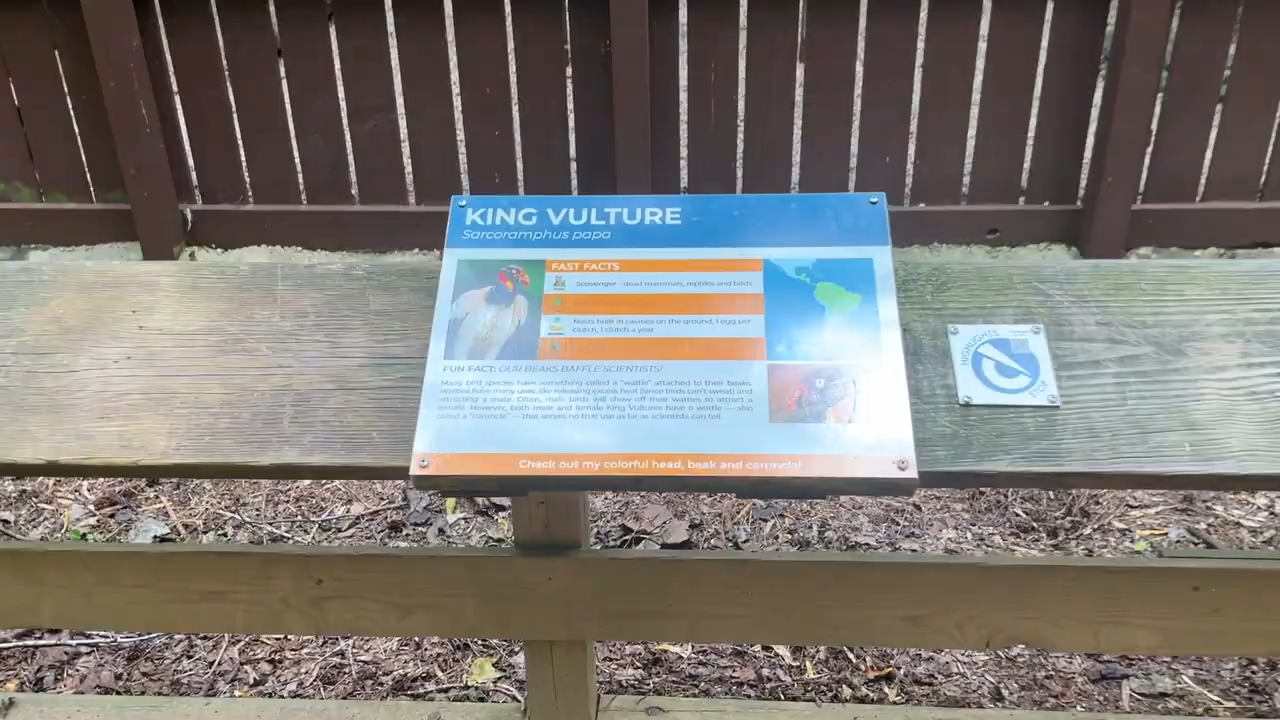 KING VULTURE
Sarcoramphus papa
FAST FACTS
Scavenger - dead mammals, reptiles and birds
Nests built in cavities on the ground, 1 egg per
clutch, 1 clutch a year
FUN FACT: OUR BEAKS BAFFLE SCIENTISTS!
Many bird species have something called a "wattle" attached to their beaks.
Wattles have many uses, like releasing excess heat (since birds can't sweat) and
attracting a mate. Often, male birds will show off their wattles to attract a
female. However, both male and female King Vultures have a wattle — also
called a "caruncle" — that serves no true use as far as scientists can tell.
Check out my colorful head, beak and caruncle!
HIGHLIGHTS
STOP